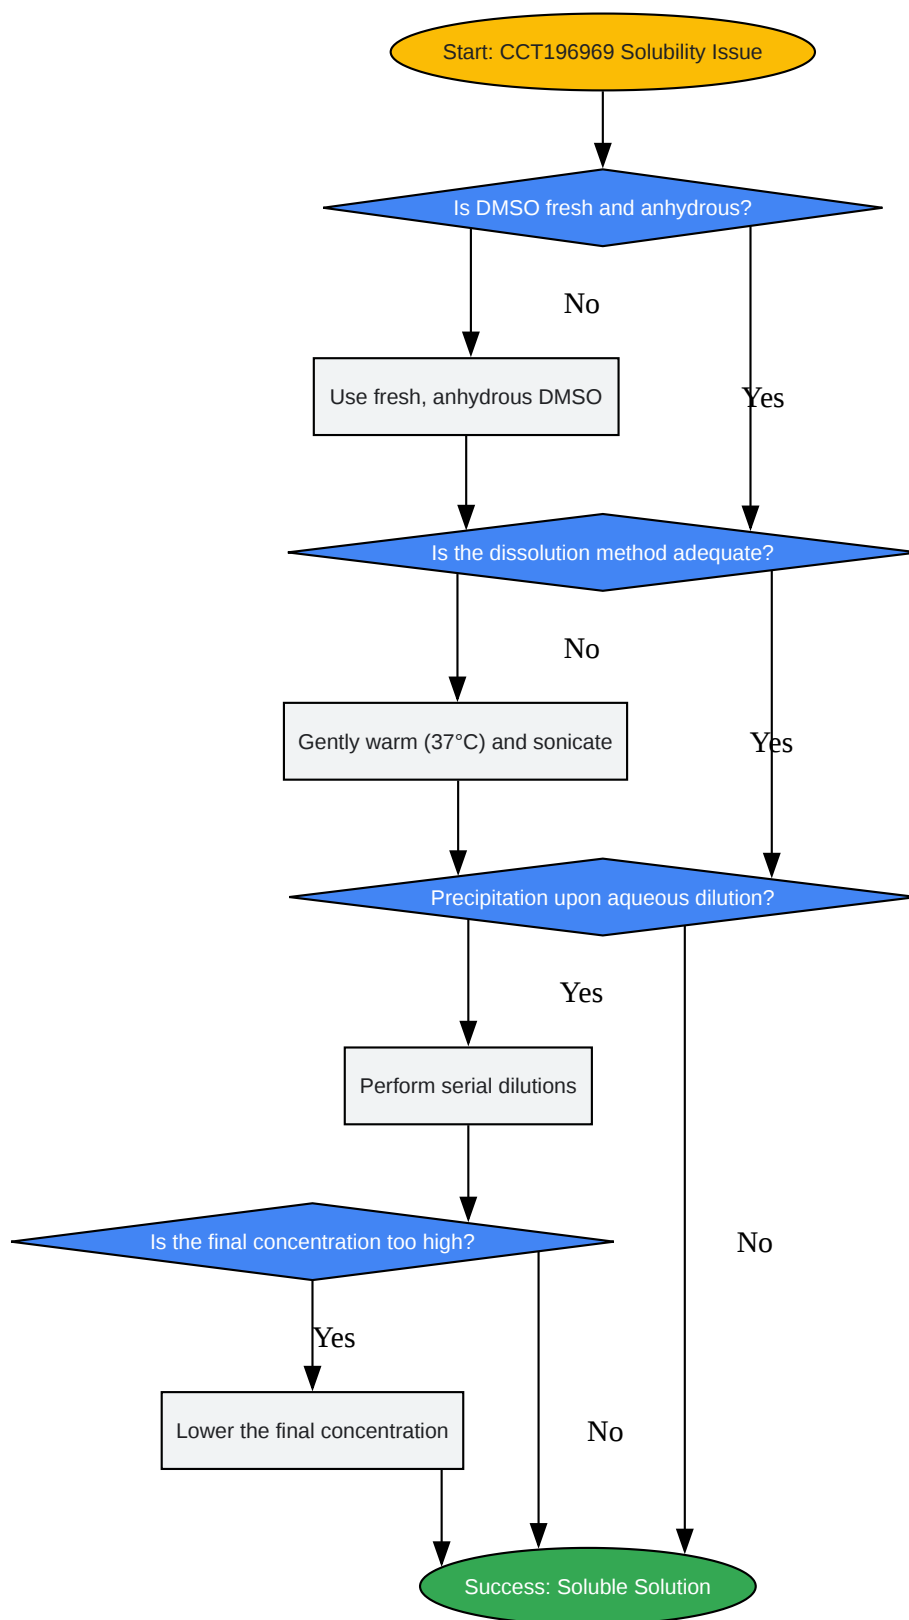 Start: CCT196969 Solubility Issue
Is DMSO fresh and anhydrous?
No
Use fresh, anhydrous DMSO
Yes
Is the dissolution method adequate?
No
Gently warm (37°C) and sonicate
Yes
Precipitation upon aqueous dilution?
Yes
Perform serial dilutions
Is the final concentration too high?
No
Yes
Lower the final concentration
No
Success: Soluble Solution